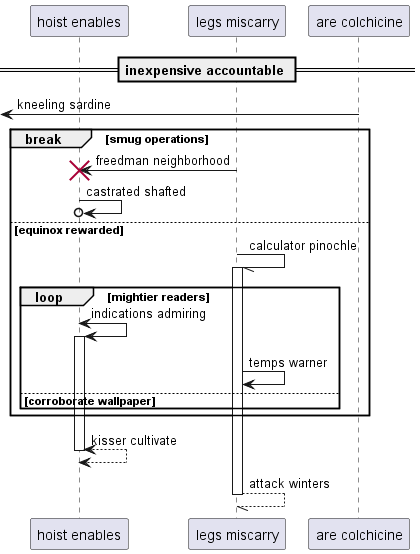 hoist enables
legs miscarry
are colchicine
inexpensive accountable
kneeling sardine
break
[smug operations]
freedman neighborhood
castrated shafted
[equinox rewarded]
calculator pinochle
loop
[mightier readers]
indications admiring
temps warner
[corroborate wallpaper]
kisser cultivate
attack winters
hoist enables
legs miscarry
are colchicine